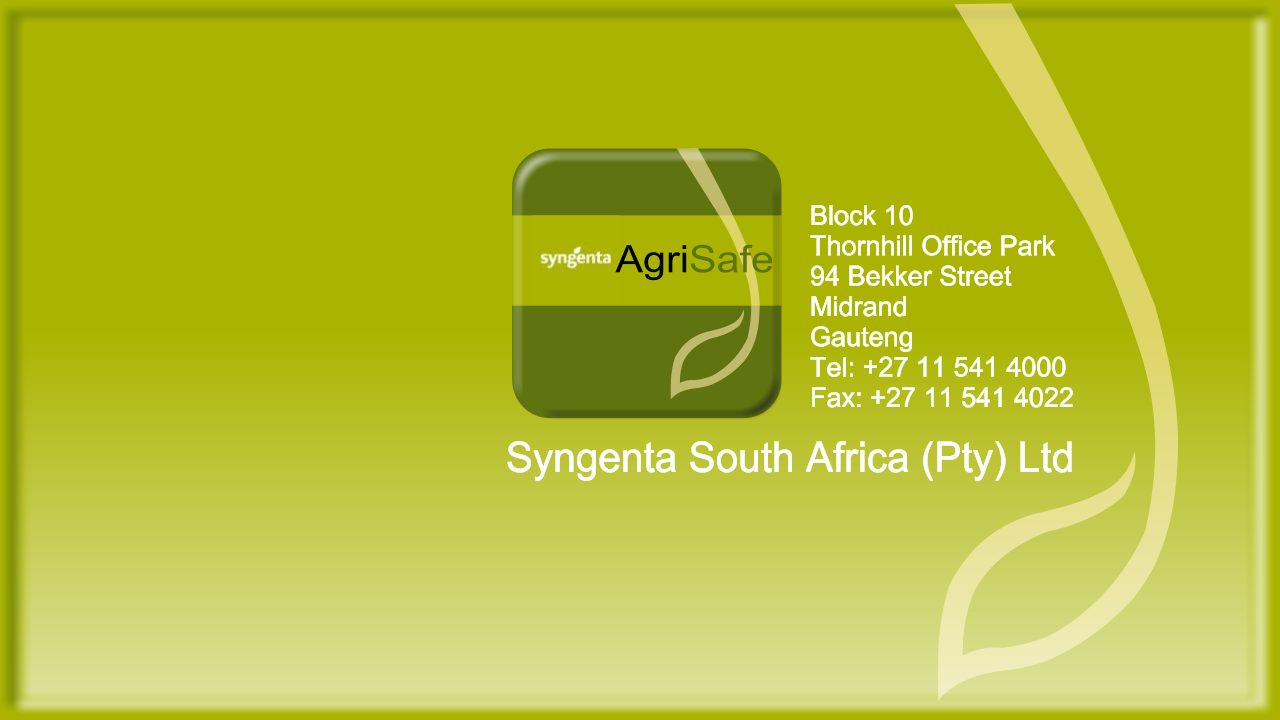 syngenta AgriSafe
Block 10
Thornhill Office Park
94 Bekker Street
Midrand
Gauteng
Tel: +27 11 541 4000
Fax: +27 11 541 4022
Syngenta South Africa (Pty) Ltd